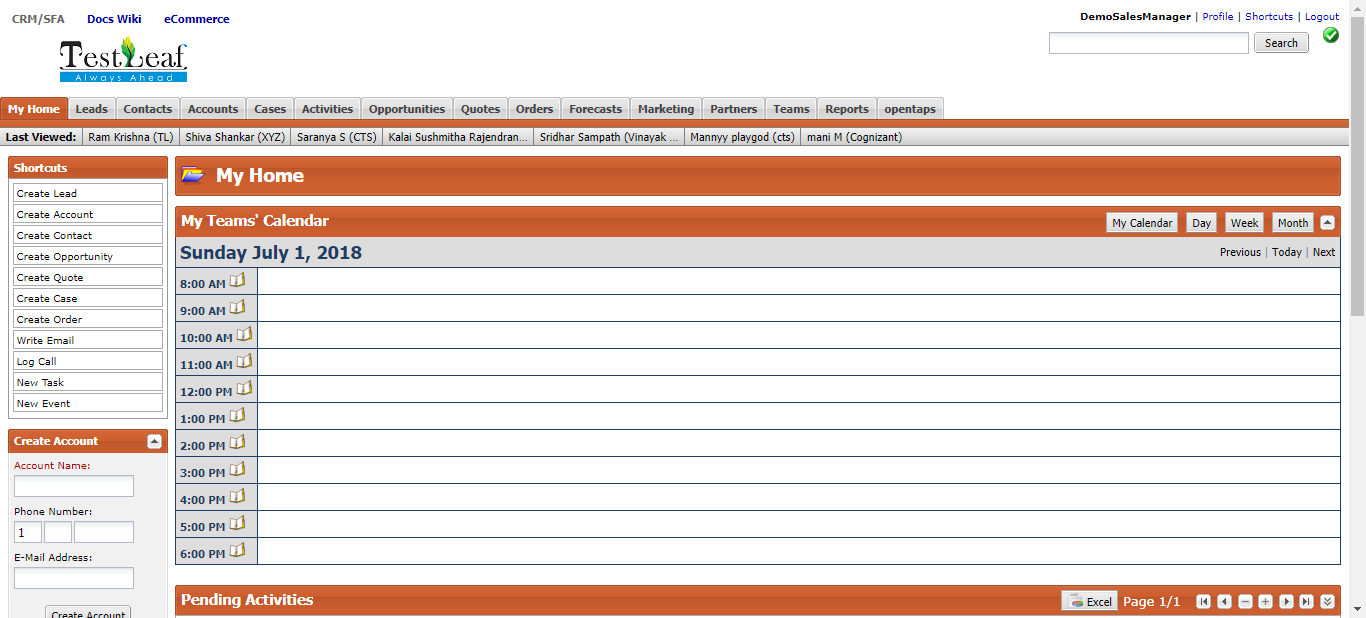 CRM/SFA Docs Wiki eCommerce
DemoSalesManager | Profile | Shortcuts | Logout
Search
TestLeaf
Always Ahead
My Home Leads Contacts Accounts Cases Activities Opportunities Quotes Orders Forecasts Marketing Partners Teams Reports opentaps
Last Viewed: Ram Krishna (TL) Shiva Shankar (XYZ) Saranya S (CTS) Kalai Sushmitha Rajendran... Sridhar Sampath (Vinayak ... Mannyy playgod (cts) mani M (Cognizant)
Shortcuts
Create Lead
Create Account
Create Contact
Create Opportunity
Create Quote
Create Case
Create Order
Write Email
Log Call
New Task
New Event
Create Account
Account Name:
Phone Number:
1
E-Mail Address:
Create Account
My Home
My Teams' Calendar My Calendar Day Week Month
Sunday July 1, 2018 Previous | Today | Next
8:00 AM
9:00 AM
10:00 AM
11:00 AM
12:00 PM
1:00 PM
2:00 PM
3:00 PM
4:00 PM
5:00 PM
6:00 PM
Pending Activities Excel Page 1/1